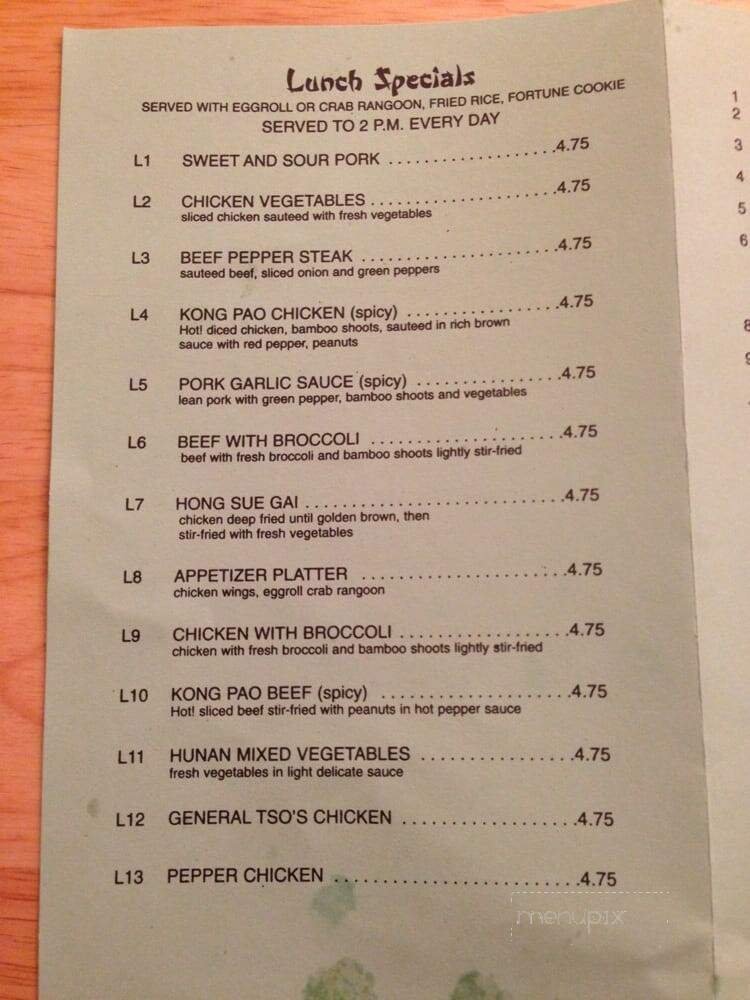 Lunch Specials
SERVED WITH EGGROLL OR CRAB RANGOON, FRIED RICE, FORTUNE COOKIE
SERVED TO 2 P.M. EVERY DAY
L1 SWEET AND SOUR PORK ....................4.75
L2 CHICKEN VEGETABLES ......................4.75
sliced chicken sauteed with fresh vegetables
L3 BEEF PEPPER STEAK .......................4.75
sauteed beef, sliced onion and green peppers
L4 KONG PAO CHICKEN (spicy) .................4.75
Hot! diced chicken, bamboo shoots, sauteed in rich brown
sauce with red pepper, peanuts
L5 PORK GARLIC SAUCE (spicy) ................4.75
lean pork with green pepper, bamboo shoots and vegetables
L6 BEEF WITH BROCCOLI .....................4.75
beef with fresh broccoli and bamboo shoots lightly stir-fried
L7 HONG SUE GAI ............................4.75
chicken deep fried until golden brown, then
stir-fried with fresh vegetables
L8 APPETIZER PLATTER ......................4.75
chicken wings, eggroll crab rangoon
L9 CHICKEN WITH BROCCOLI ..................4.75
chicken with fresh broccoli and bamboo shoots lightly stir-fried
L10 KONG PAO BEEF (spicy) ....................4.75
Hot! sliced beef stir-fried with peanuts in hot pepper sauce
L11 HUNAN MIXED VEGETABLES ................4.75
fresh vegetables in light delicate sauce
L12 GENERAL TSO'S CHICKEN ...................4.75
L13 PEPPER CHICKEN ..........................4.75
menupix
1
2
3
4
5
6
8